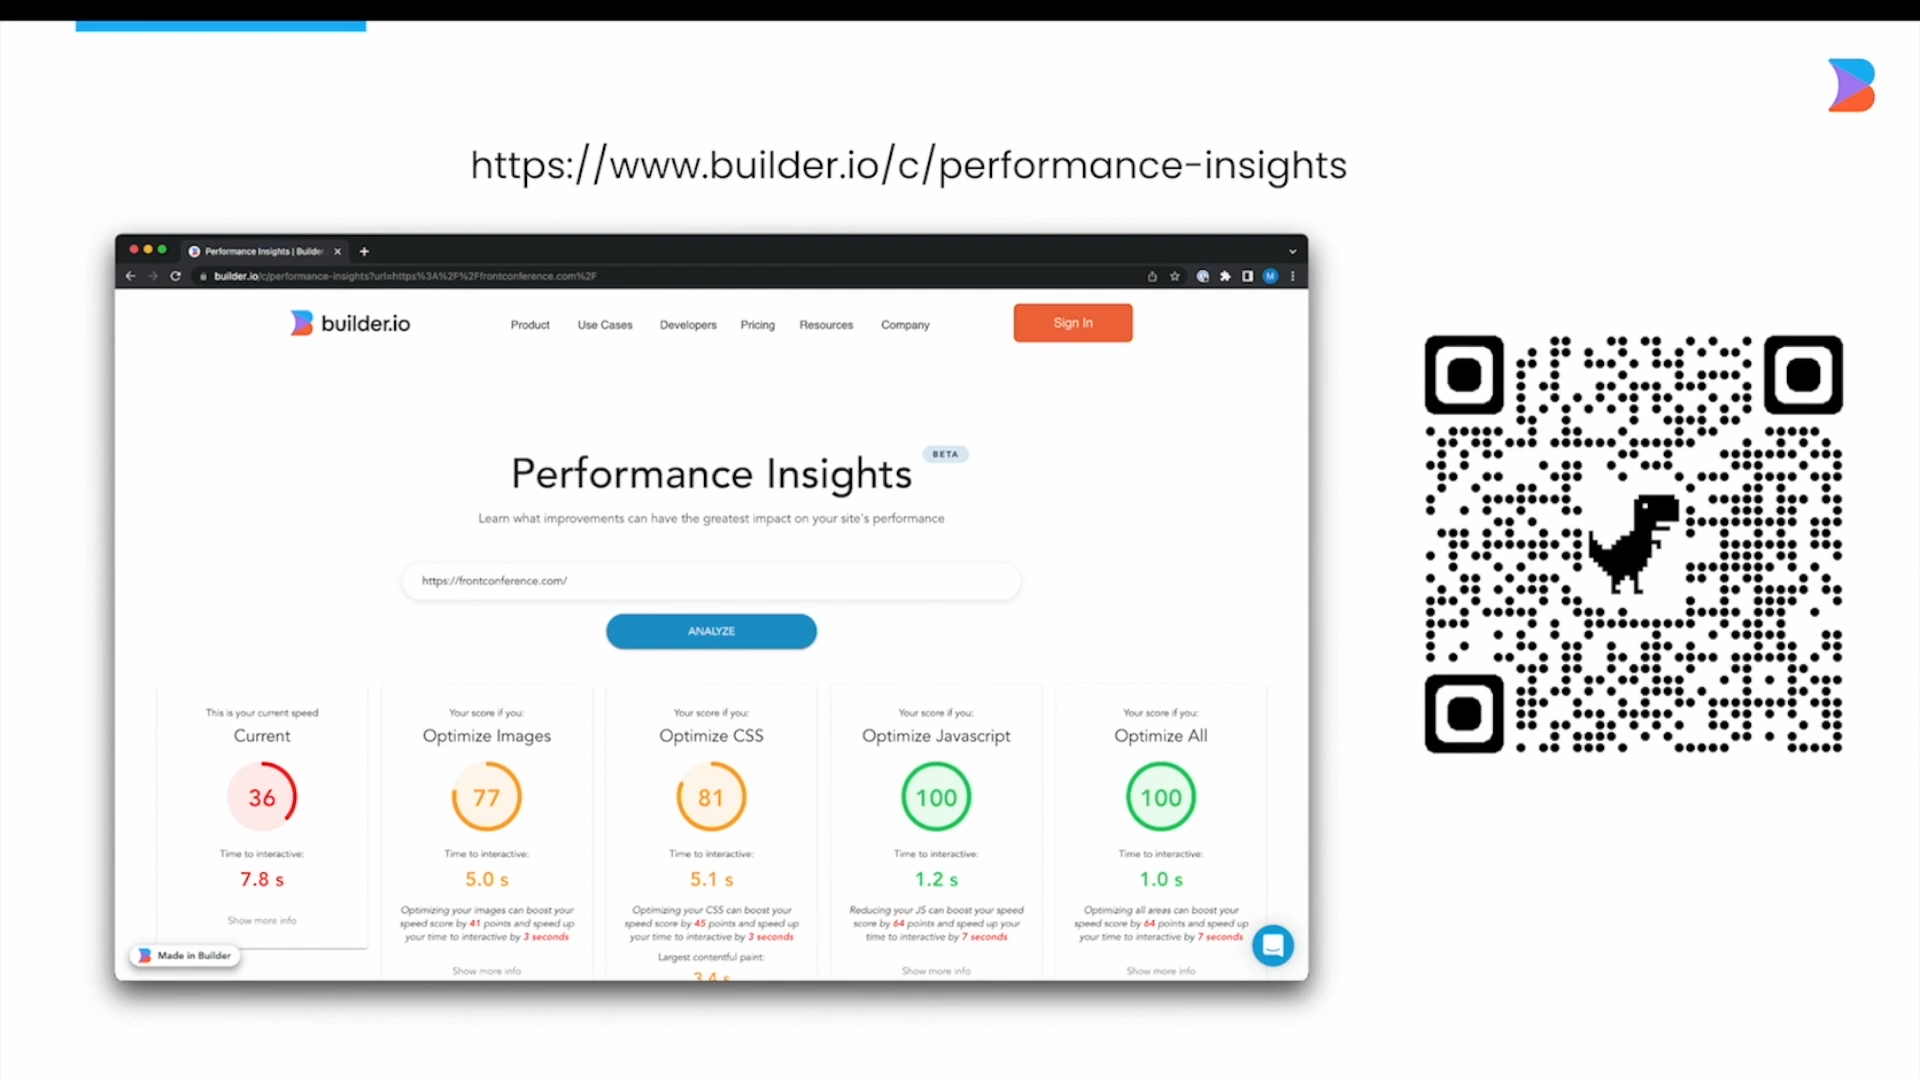 https://www.builder.io/c/performance-insights
Performance Insights | Builder
builder.io/c/performance-insights?url=https%3A%2F%2Ffrontconference.com%2F
M
builder.io
Product
Use Cases
Developers
Pricing
Resources
Company
Sign In
Performance Insights
BETA
Learn what improvements can have the greatest impact on your site's performance
https://frontconference.com/
ANALYZE
This is your current speed
Current
36
Time to interactive:
7.8 s
Show more info
Your score if you:
Optimize Images
77
Time to interactive:
5.0 s
Optimizing your images can boost your
speed score by 41 points and speed up
your time to interactive by 3 seconds
Show more info
Your score if you:
Optimize CSS
81
Time to interactive:
5.1 s
Optimizing your CSS can boost your
speed score by 45 points and speed up
your time to interactive by 3 seconds
Largest contentful paint:
3.4 s
Your score if you:
Optimize Javascript
100
Time to interactive:
1.2 s
Reducing your JS can boost your speed
score by 64 points and speed up your
time to interactive by 7 seconds
Show more info
Your score if you:
Optimize All
100
Time to interactive:
1.0 s
Optimizing all areas can boost your
speed score by 64 points and speed up
your time to interactive by 7 seconds
Show more info
Made in Builder